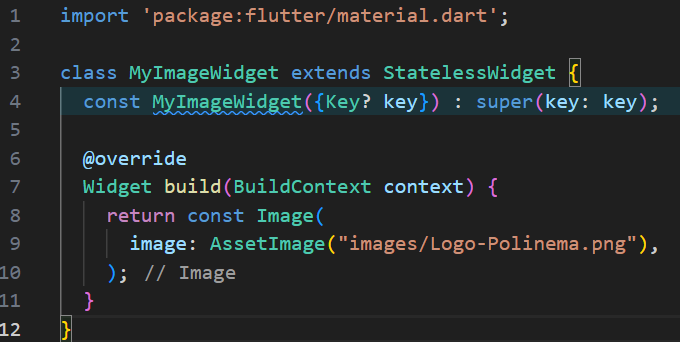 1 import 'package:flutter/material.dart';
2
3 class MyImageWidget extends StatelessWidget {
4   const MyImageWidget({Key? key}) : super(key: key);
5
6   @override
7   Widget build(BuildContext context) {
8     return const Image(
9       image: AssetImage("images/Logo-Polinema.png"),
10     ); // Image
11   }
12 }